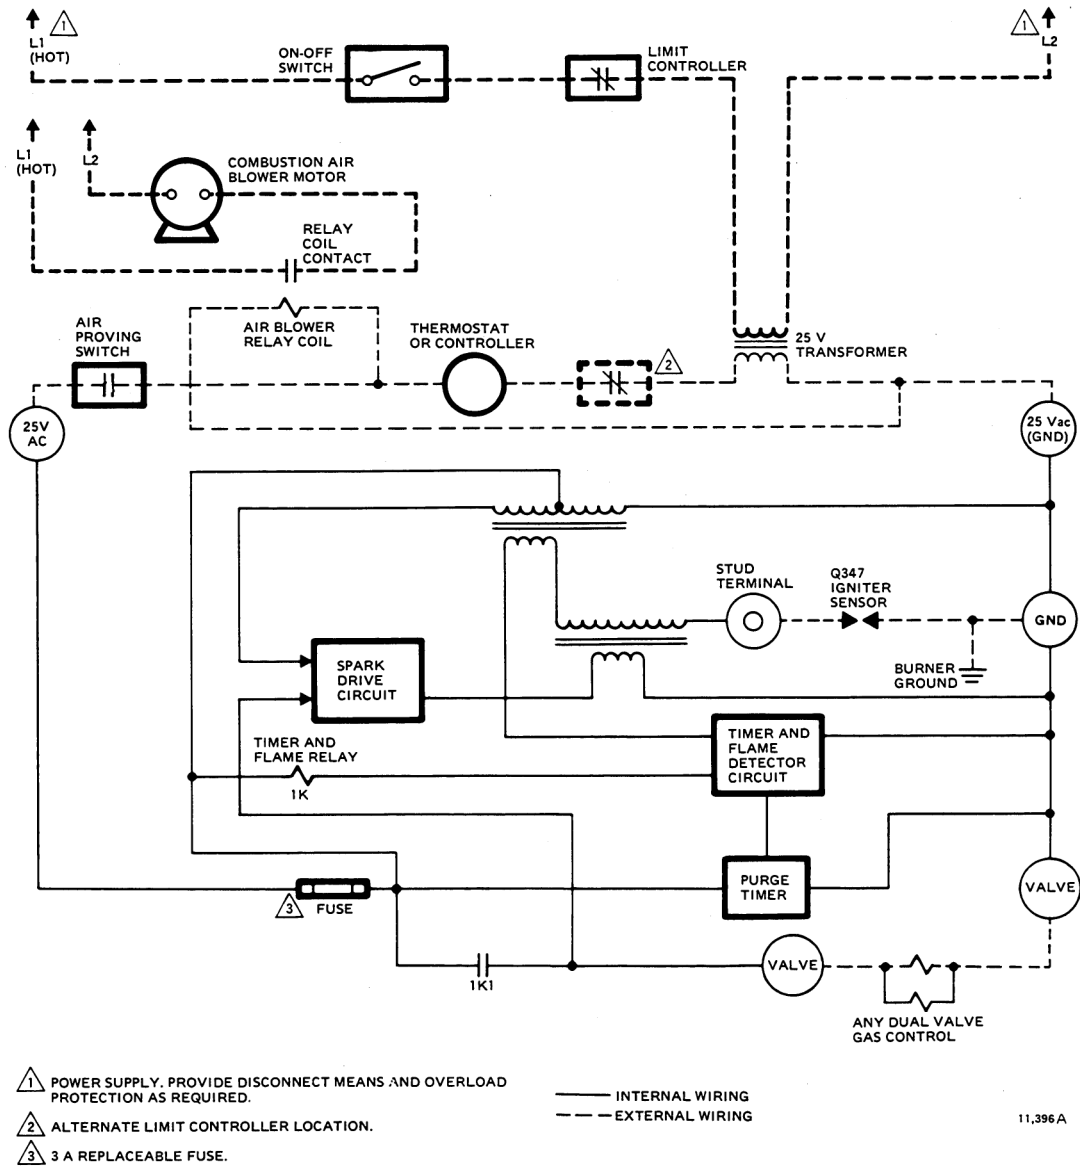 1
L1
(HOT)
ON-OFF
SWITCH
LIMIT
CONTROLLER
1
L2
L1
(HOT)
L2
COMBUSTION AIR
BLOWER MOTOR
RELAY
COIL
CONTACT
AIR
PROVING
SWITCH
AIR BLOWER
RELAY COIL
THERMOSTAT
OR CONTROLLER
2
25 V
TRANSFORMER
25V
AC
25 Vac
(GND)
STUD
TERMINAL
Q347
IGNITER
SENSOR
GND
BURNER
GROUND
SPARK
DRIVE
CIRCUIT
TIMER AND
FLAME RELAY
1K
TIMER AND
FLAME
DETECTOR
CIRCUIT
3
FUSE
PURGE
TIMER
VALVE
1K1
VALVE
ANY DUAL VALVE
GAS CONTROL
1 POWER SUPPLY. PROVIDE DISCONNECT MEANS AND OVERLOAD
PROTECTION AS REQUIRED.
2 ALTERNATE LIMIT CONTROLLER LOCATION.
3 3 A REPLACEABLE FUSE.
INTERNAL WIRING
EXTERNAL WIRING
11,396A